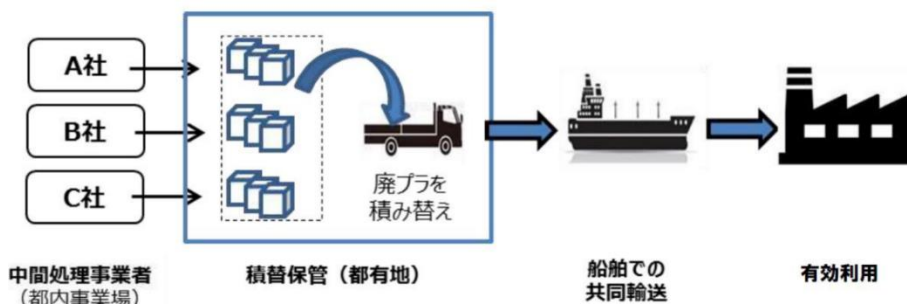 A社
B社
C社
廃プラを
積み替え
中間処理事業者
（都内事業場）
積替保管（都有地）
船舶での
共同輸送
有効利用